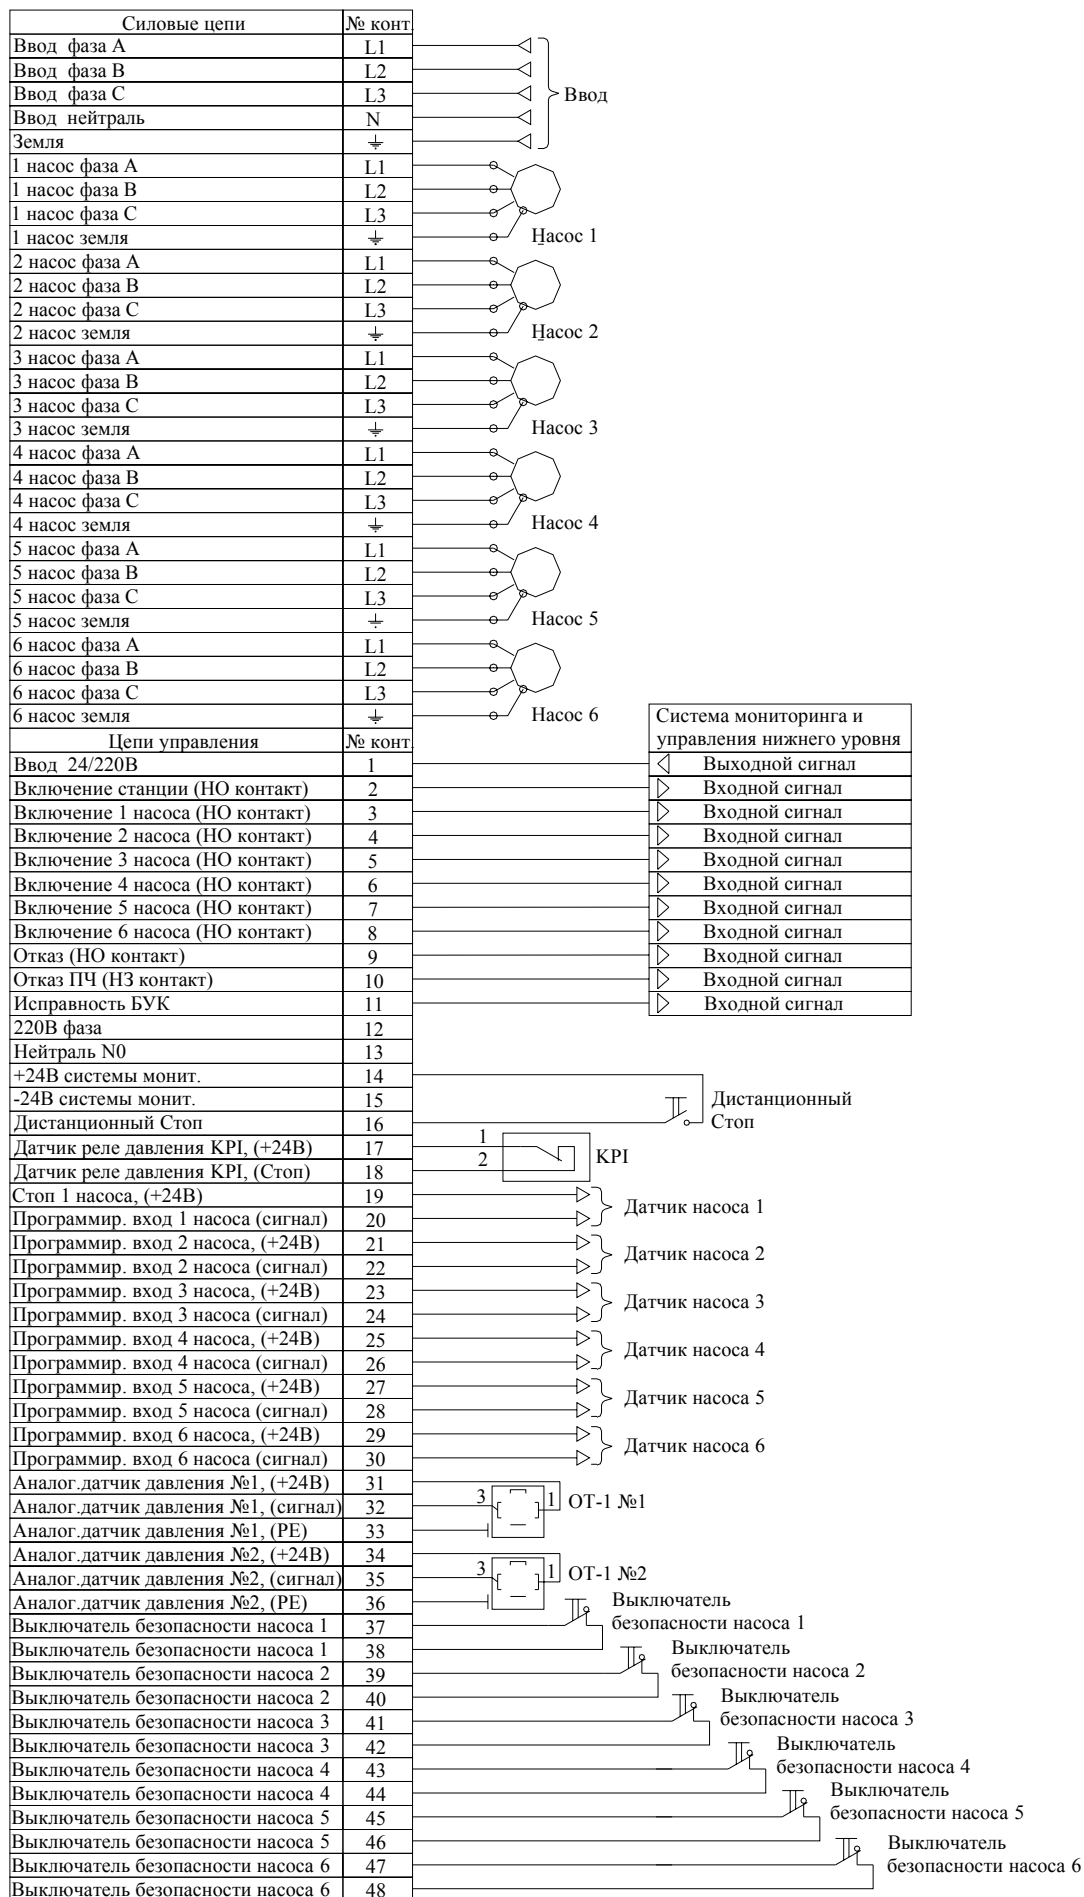 Силовые цепи № конт.
Ввод фаза А L1
Ввод фаза В L2
Ввод фаза С L3 Ввод
Ввод нейтраль N
Земля
1 насос фаза А L1
1 насос фаза В L2
1 насос фаза С L3
1 насос земля Насос 1
2 насос фаза А L1
2 насос фаза В L2
2 насос фаза С L3
2 насос земля Насос 2
3 насос фаза А L1
3 насос фаза В L2
3 насос фаза С L3
3 насос земля Насос 3
4 насос фаза А L1
4 насос фаза В L2
4 насос фаза С L3
4 насос земля Насос 4
5 насос фаза А L1
5 насос фаза В L2
5 насос фаза С L3
5 насос земля Насос 5
6 насос фаза А L1
6 насос фаза В L2
6 насос фаза С L3
6 насос земля Насос 6
Система мониторинга и
управления нижнего уровня
Цепи управления № конт.
Ввод 24/220В 1 Выходной сигнал
Включение станции (НО контакт) 2 Входной сигнал
Включение 1 насоса (НО контакт) 3 Входной сигнал
Включение 2 насоса (НО контакт) 4 Входной сигнал
Включение 3 насоса (НО контакт) 5 Входной сигнал
Включение 4 насоса (НО контакт) 6 Входной сигнал
Включение 5 насоса (НО контакт) 7 Входной сигнал
Включение 6 насоса (НО контакт) 8 Входной сигнал
Отказ (НО контакт) 9 Входной сигнал
Отказ ПЧ (НЗ контакт) 10 Входной сигнал
Исправность БУК 11 Входной сигнал
220В фаза 12
Нейтраль N0 13
+24В системы монит. 14
-24В системы монит. 15 Дистанционный
Дистанционный Стоп 16 Стоп
Датчик реле давления KPI, (+24В) 17 1 KPI
Датчик реле давления KPI, (Стоп) 18 2
Стоп 1 насоса, (+24В) 19
Программир. вход 1 насоса (сигнал) 20 Датчик насоса 1
Программир. вход 2 насоса, (+24В) 21
Программир. вход 2 насоса (сигнал) 22 Датчик насоса 2
Программир. вход 3 насоса, (+24В) 23
Программир. вход 3 насоса (сигнал) 24 Датчик насоса 3
Программир. вход 4 насоса, (+24В) 25
Программир. вход 4 насоса (сигнал) 26 Датчик насоса 4
Программир. вход 5 насоса, (+24В) 27
Программир. вход 5 насоса (сигнал) 28 Датчик насоса 5
Программир. вход 6 насоса, (+24В) 29
Программир. вход 6 насоса (сигнал) 30 Датчик насоса 6
Аналог.датчик давления №1, (+24В) 31
Аналог.датчик давления №1, (сигнал) 32 3 1 ОТ-1 №1
Аналог.датчик давления №1, (РЕ) 33
Аналог.датчик давления №2, (+24В) 34
Аналог.датчик давления №2, (сигнал) 35 3 1 ОТ-1 №2
Аналог.датчик давления №2, (РЕ) 36 Выключатель
Выключатель безопасности насоса 1 37 безопасности насоса 1
Выключатель безопасности насоса 1 38 Выключатель
Выключатель безопасности насоса 2 39 безопасности насоса 2
Выключатель безопасности насоса 2 40 Выключатель
Выключатель безопасности насоса 3 41 безопасности насоса 3
Выключатель безопасности насоса 3 42 Выключатель
Выключатель безопасности насоса 4 43 безопасности насоса 4
Выключатель безопасности насоса 4 44 Выключатель
Выключатель безопасности насоса 5 45 безопасности насоса 5
Выключатель безопасности насоса 5 46 Выключатель
Выключатель безопасности насоса 6 47 безопасности насоса 6
Выключатель безопасности насоса 6 48